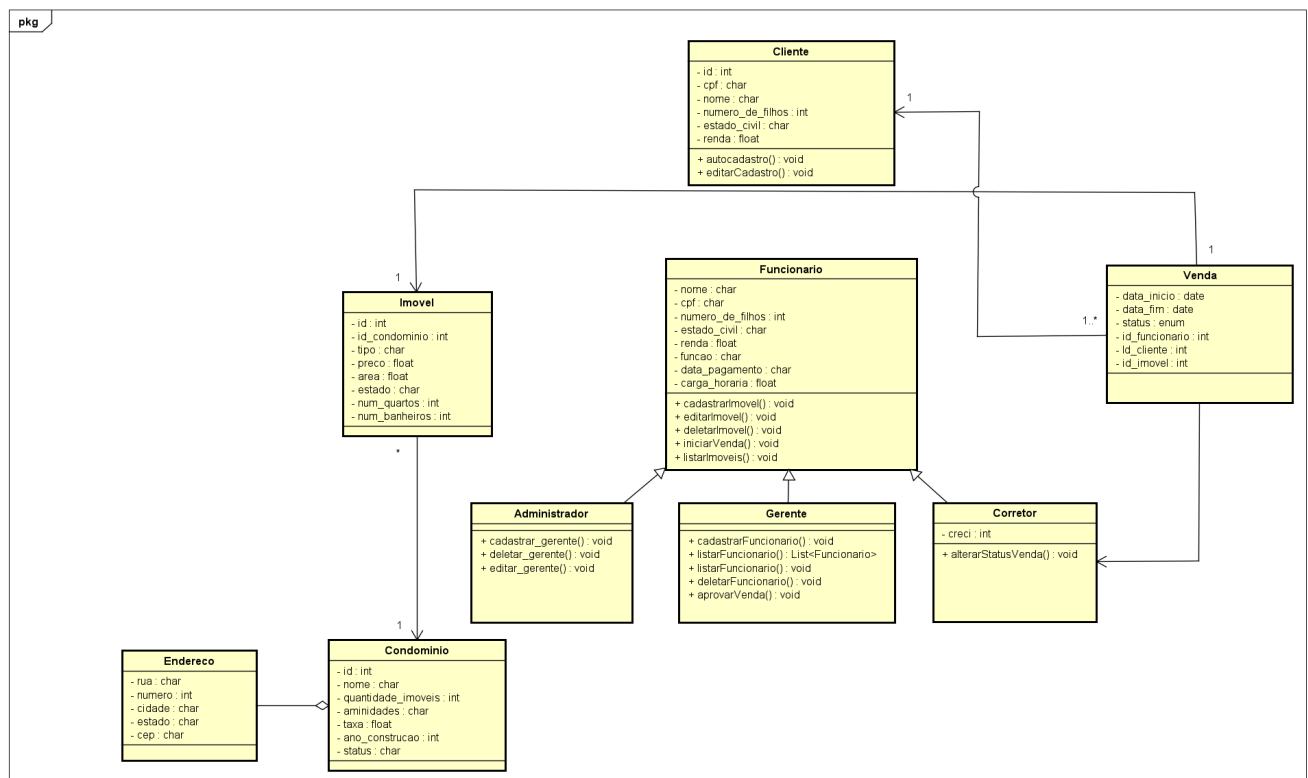 pkg
Cliente
- id : int
- cpf : char
- nome : char
- numero_de_filhos : int
- estado_civil : char
- renda : float
+ autocadastro() : void
+ editarCadastro() : void
1
1
1
1..*
Imovel
- id : int
- id_condominio : int
- tipo : char
- preco : float
- area : float
- estado : char
- num_quartos : int
- num_banheiros : int
Funcionario
- nome : char
- cpf : char
- numero_de_filhos : int
- estado_civil : char
- renda : float
- funcao : char
- data_pagamento : char
- carga_horaria : float
+ cadastrarImovel() : void
+ editarImovel() : void
+ deletarImovel() : void
+ iniciarVenda() : void
+ listarImoveis() : void
Venda
- data_inicio : date
- data_fim : date
- status : enum
- id_funcionario : int
- Id_cliente : int
- id_imovel : int
*
1
Administrador
+ cadastrar_gerente() : void
+ deletar_gerente() : void
+ editar_gerente() : void
Gerente
+ cadastrarFuncionario() : void
+ listarFuncionario() : List<Funcionario>
+ listarFuncionario() : void
+ deletarFuncionario() : void
+ aprovarVenda() : void
Corretor
- creci : int
+ alterarStatusVenda() : void
Endereco
- rua : char
- numero : int
- cidade : char
- estado : char
- cep : char
Condominio
- id : int
- nome : char
- quantidade_imoveis : int
- aminidades : char
- taxa : float
- ano_construcao : int
- status : char